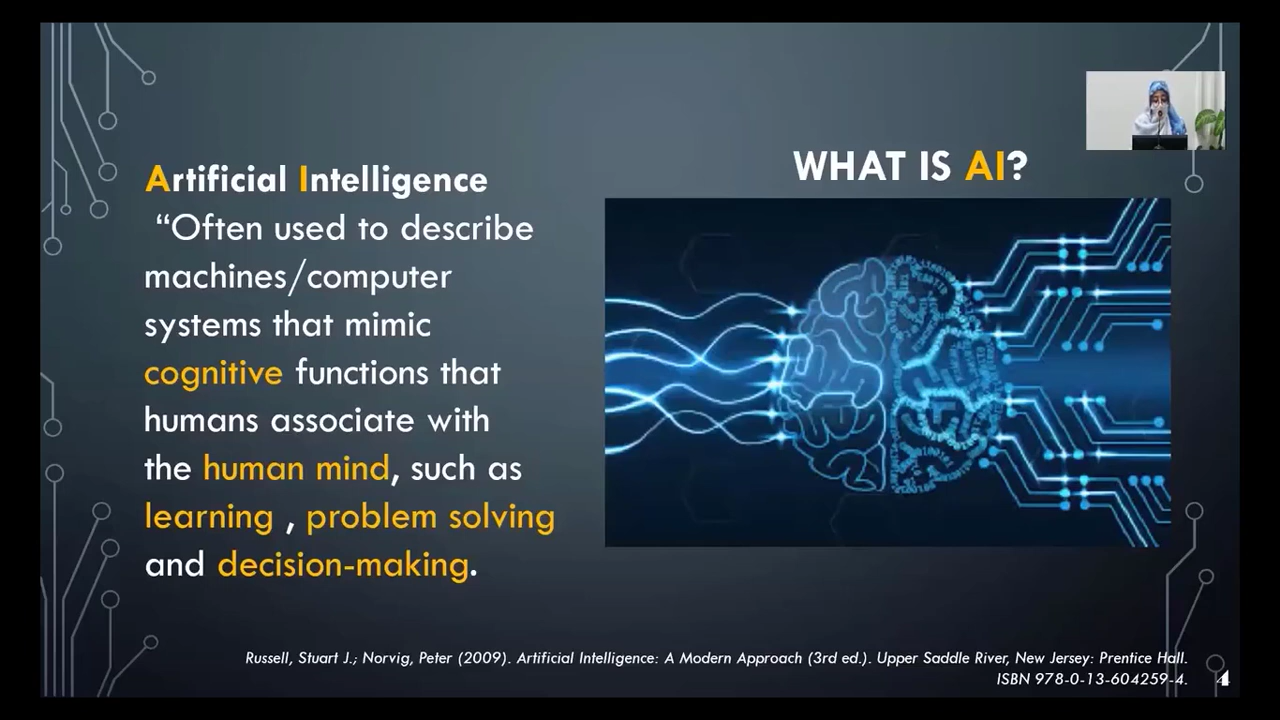 WHAT IS AI?
Artificial Intelligence
“Often used to describe
machines/computer
systems that mimic
cognitive functions that
humans associate with
the human mind, such as
learning , problem solving
and decision-making.
Russell, Stuart J.; Norvig, Peter (2009). Artificial Intelligence: A Modern Approach (3rd ed.). Upper Saddle River, New Jersey: Prentice Hall.
ISBN 978-0-13-604259-4.